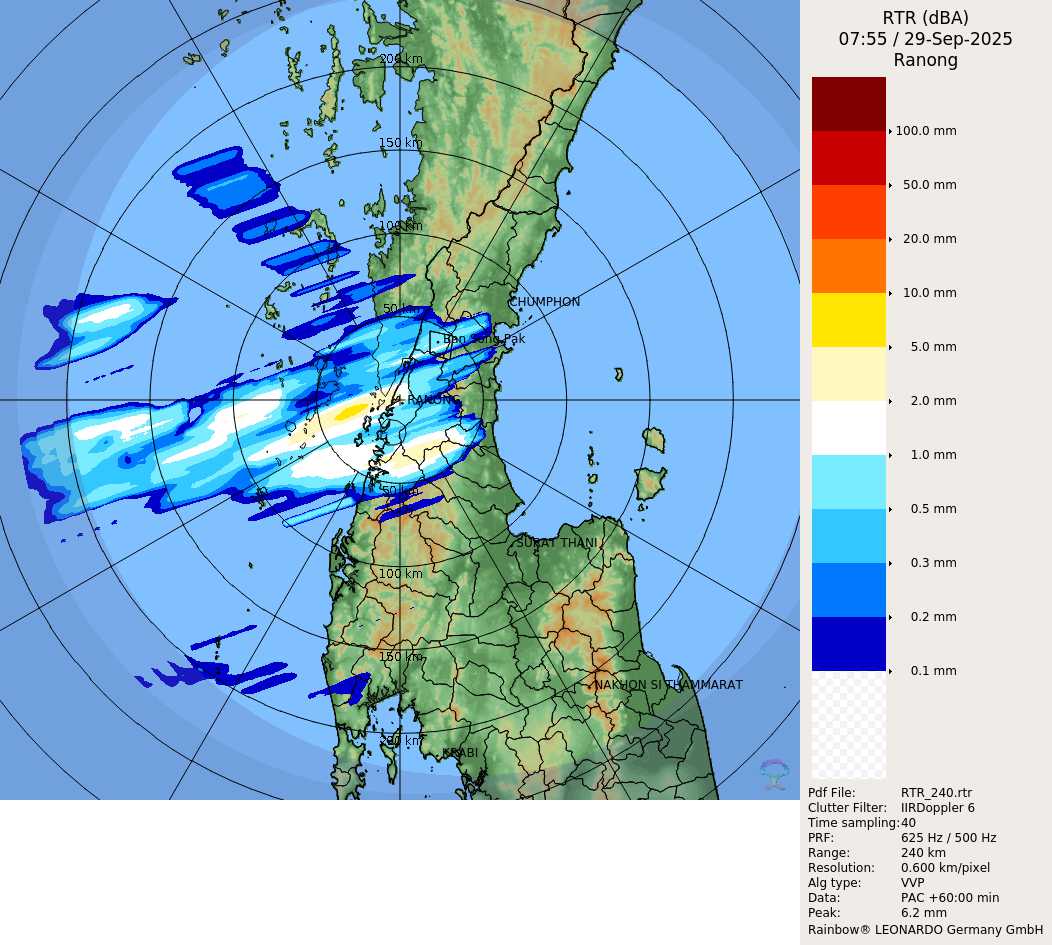 RTR (dBA)
07:55 / 29-Sep-2025
Ranong
200 km
150 km
100 km
50 km
CHUMPHON
Ban Song Pak
RANONG
50 km
SURAT THANI
100 km
150 km
NAKHON SI THAMMARAT
200 km
KRABI
100.0 mm
50.0 mm
20.0 mm
10.0 mm
5.0 mm
2.0 mm
1.0 mm
0.5 mm
0.3 mm
0.2 mm
0.1 mm
Pdf File: RTR_240.rtr
Clutter Filter: IIRDoppler 6
Time sampling:40
PRF: 625 Hz / 500 Hz
Range: 240 km
Resolution: 0.600 km/pixel
Alg type: VVP
Data: PAC +60:00 min
Peak: 6.2 mm
Rainbow® LEONARDO Germany GmbH